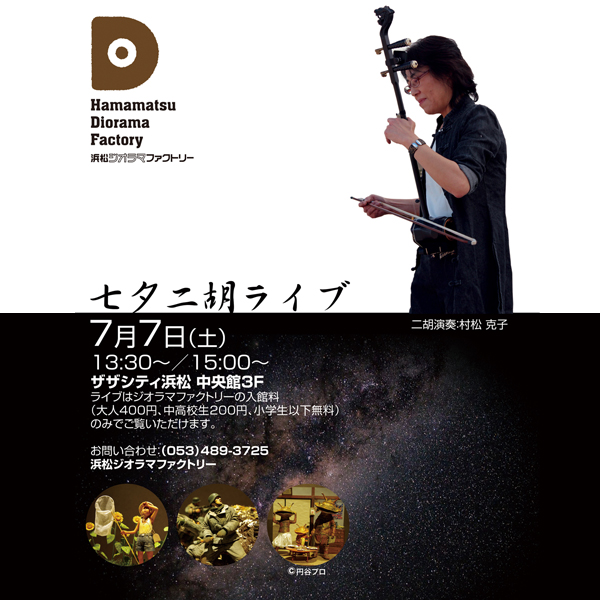 Hamamatsu
Diorama
Factory
浜松ジオラマファクトリー
七夕二胡ライブ
二胡演奏:村松 克子
7月7日(土)
13:30〜／15:00〜
ザザシティ浜松 中央館3F
ライブはジオラマファクトリーの入館料
(大人400円、中高校生200円、小学生以下無料)
のみでご覧いただけます。
お問い合わせ:(053)489-3725
浜松ジオラマファクトリー
©円谷プロ